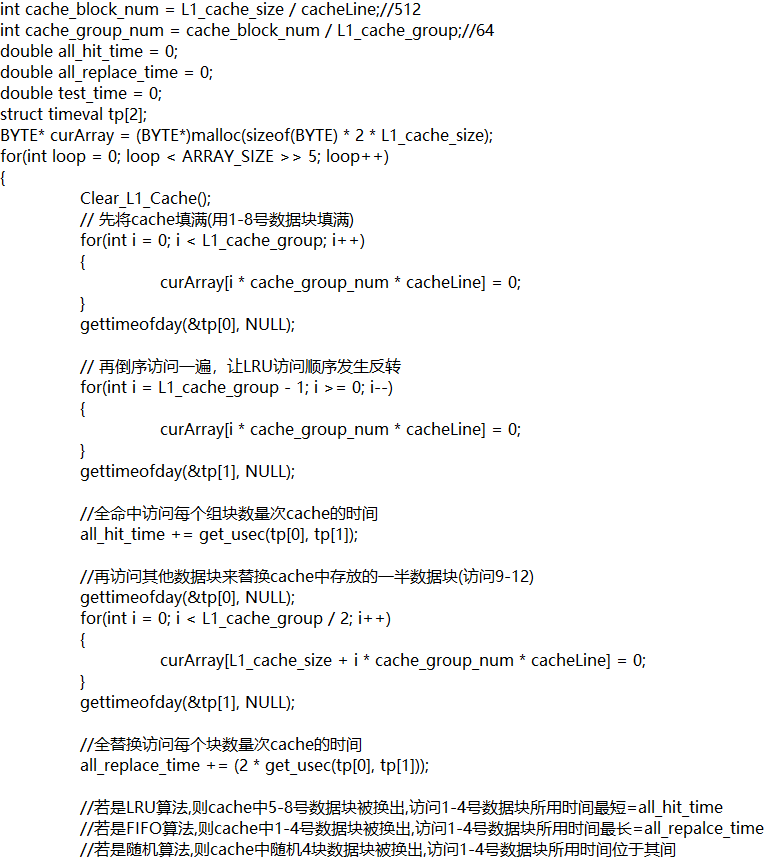 int cache_block_num = L1_cache_size / cacheLine;//512
int cache_group_num = cache_block_num / L1_cache_group;//64
double all_hit_time = 0;
double all_replace_time = 0;
double test_time = 0;
struct timeval tp[2];
BYTE* curArray = (BYTE*)malloc(sizeof(BYTE) * 2 * L1_cache_size);
for(int loop = 0; loop < ARRAY_SIZE >> 5; loop++)
{
Clear_L1_Cache();
// 先将cache填满(用1-8号数据块填满)
for(int i = 0; i < L1_cache_group; i++)
{
curArray[i * cache_group_num * cacheLine] = 0;
}
gettimeofday(&tp[0], NULL);
// 再倒序访问一遍，让LRU访问顺序发生反转
for(int i = L1_cache_group - 1; i >= 0; i--)
{
curArray[i * cache_group_num * cacheLine] = 0;
}
gettimeofday(&tp[1], NULL);
//全命中访问每个组块数量次cache的时间
all_hit_time += get_usec(tp[0], tp[1]);
//再访问其他数据块来替换cache中存放的一半数据块(访问9-12)
gettimeofday(&tp[0], NULL);
for(int i = 0; i < L1_cache_group / 2; i++)
{
curArray[L1_cache_size + i * cache_group_num * cacheLine] = 0;
}
gettimeofday(&tp[1], NULL);
//全替换访问每个块数量次cache的时间
all_replace_time += (2 * get_usec(tp[0], tp[1]));
//若是LRU算法,则cache中5-8号数据块被换出,访问1-4号数据块所用时间最短=all_hit_time
//若是FIFO算法,则cache中1-4号数据块被换出,访问1-4号数据块所用时间最长=all_repalce_time
//若是随机算法,则cache中随机4块数据块被换出,访问1-4号数据块所用时间位于其间